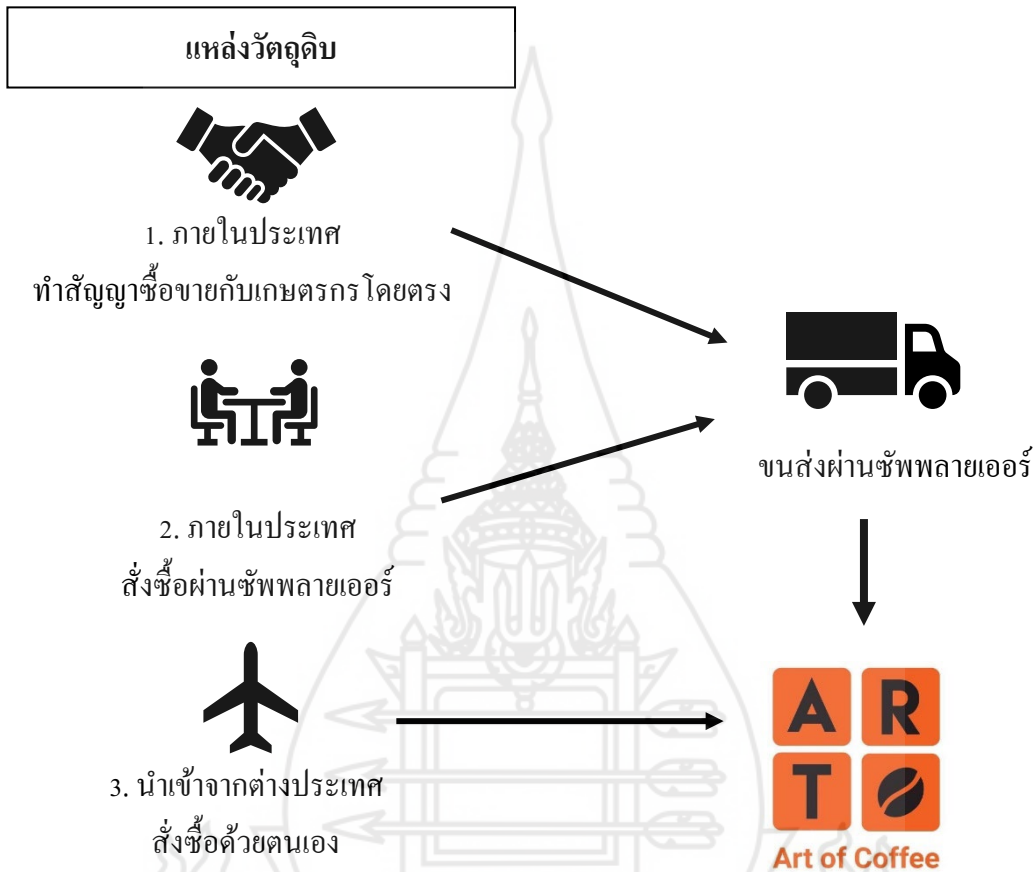 แหล่งวัตถุดิบ
1. ภายในประเทศ
ทำสัญญาซื้อขายกับเกษตรกรโดยตรง
2. ภายในประเทศ
สั่งซื้อผ่านซัพพลายเออร์
3. นำเข้าจากต่างประเทศ
สั่งซื้อด้วยตนเอง
ขนส่งผ่านซัพพลายเออร์
A R
T
Art of Coffee